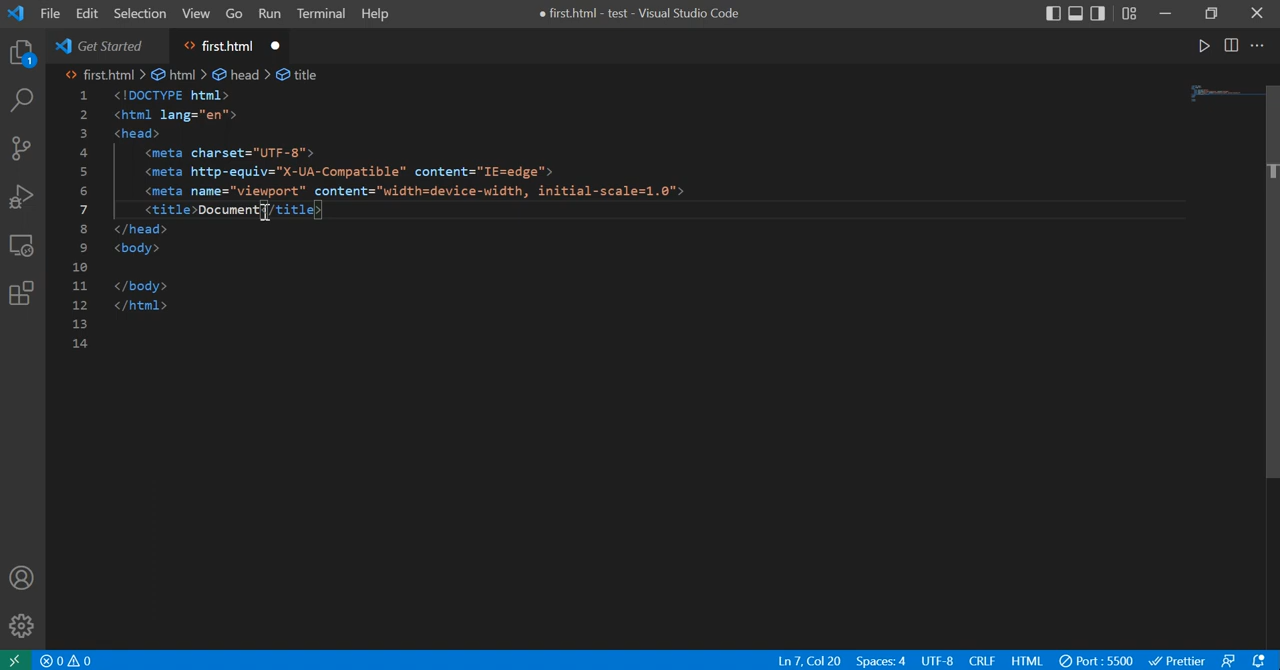 File Edit Selection View Go Run Terminal Help ● first.html - test - Visual Studio Code
Get Started <> first.html ●
<> first.html > html > head > title
1 <!DOCTYPE html>
2 <html lang="en">
3 <head>
4 <meta charset="UTF-8">
5 <meta http-equiv="X-UA-Compatible" content="IE=edge">
6 <meta name="viewport" content="width=device-width, initial-scale=1.0">
7 <title>Document</title>
8 </head>
9 <body>
10
11 </body>
12 </html>
13
14
1
0 0 Ln 7, Col 20 Spaces: 4 UTF-8 CRLF HTML Port : 5500 Prettier